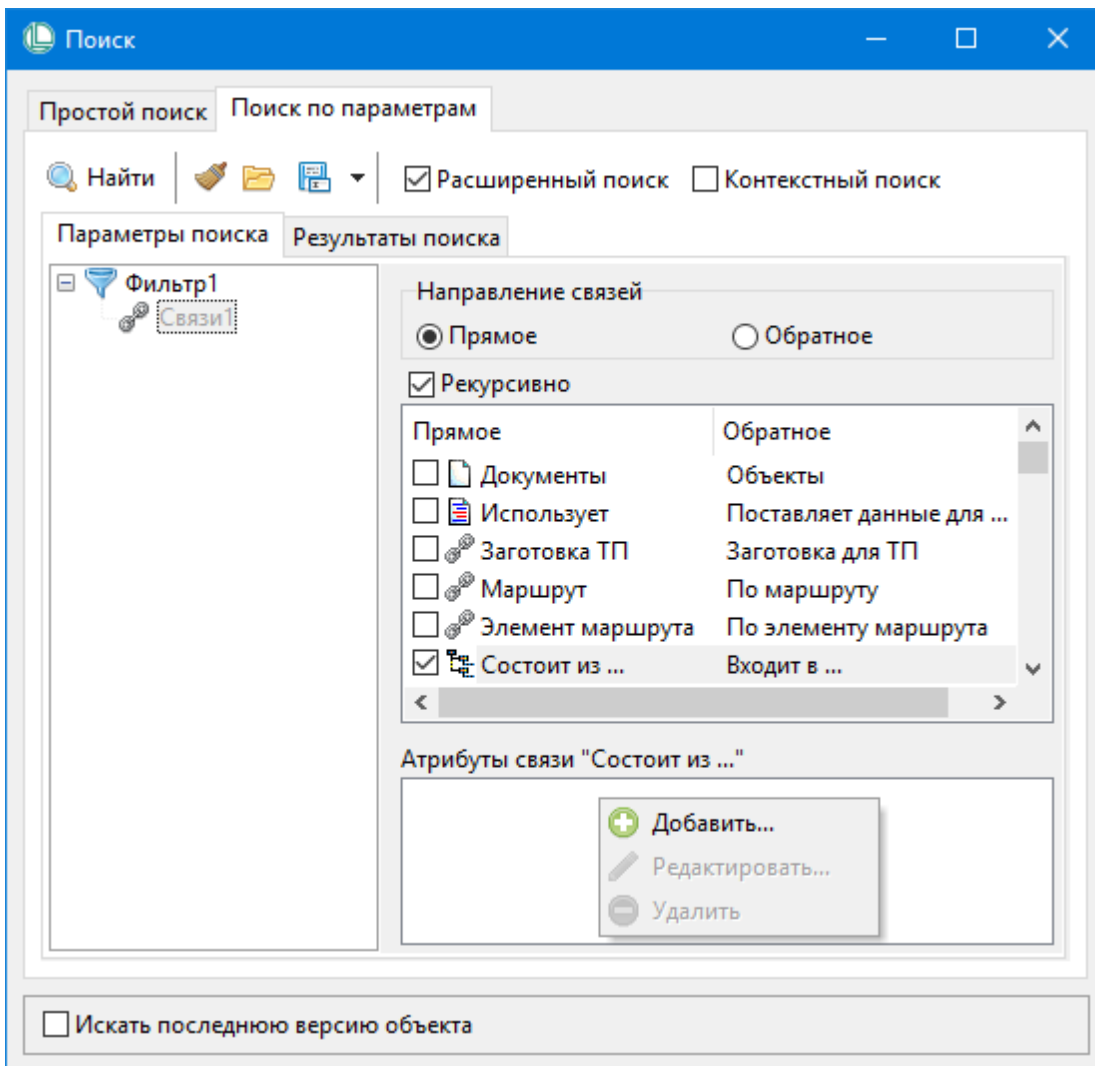 Поиск
Простой поиск Поиск по параметрам
Найти Расширенный поиск Контекстный поиск
Параметры поиска Результаты поиска
Фильтр1
Связи1
Направление связей
Прямое Обратное
Рекурсивно
Прямое Обратное
Документы Объекты
Использует Поставляет данные для ...
Заготовка ТП Заготовка для ТП
Маршрут По маршруту
Элемент маршрута По элементу маршрута
Состоит из ... Входит в ...
Атрибуты связи "Состоит из ..."
Добавить...
Редактировать...
Удалить
Искать последнюю версию объекта